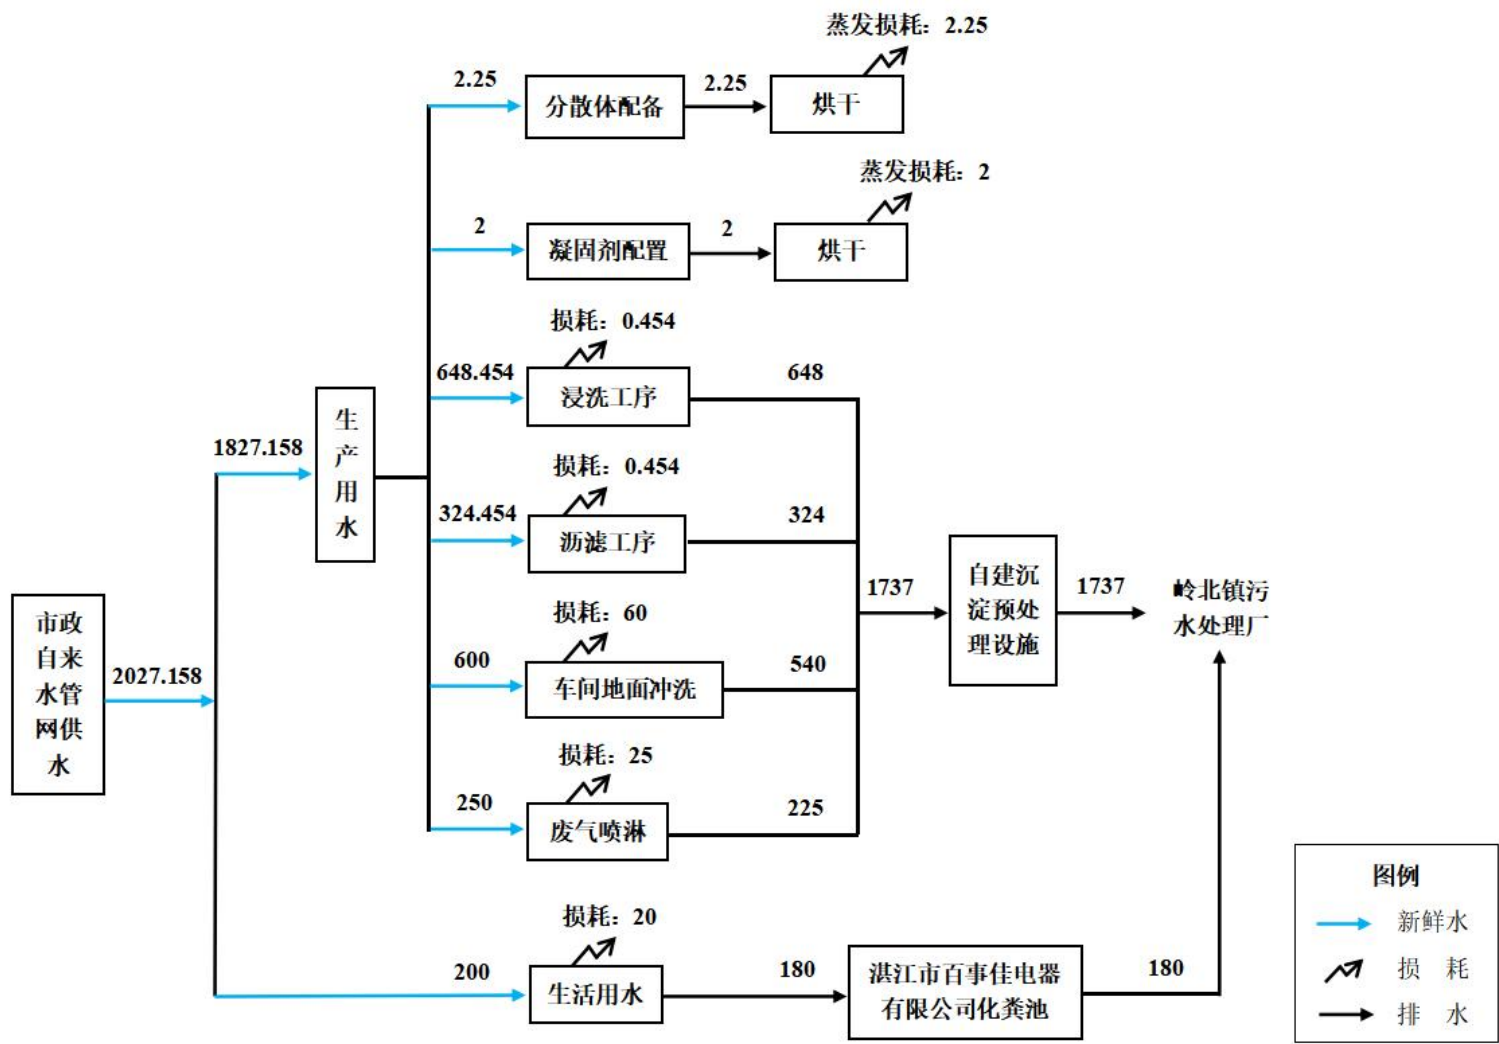 蒸发损耗：2.25
2.25
分散体配备
2.25
烘干
蒸发损耗：2
2
凝固剂配置
2
烘干
损耗：0.454
648.454
浸洗工序
648
1827.158
生
产
用
水
损耗：0.454
324.454
沥滤工序
324
市政
自来
水管
网供
水
2027.158
损耗：60
600
车间地面冲洗
540
1737
自建沉
淀预处
理设施
1737
岭北镇污
水处理厂
损耗：25
250
废气喷淋
225
损耗：20
200
生活用水
180
湛江市百事佳电器
有限公司化粪池
180
图例
新鲜水
损 耗
排 水